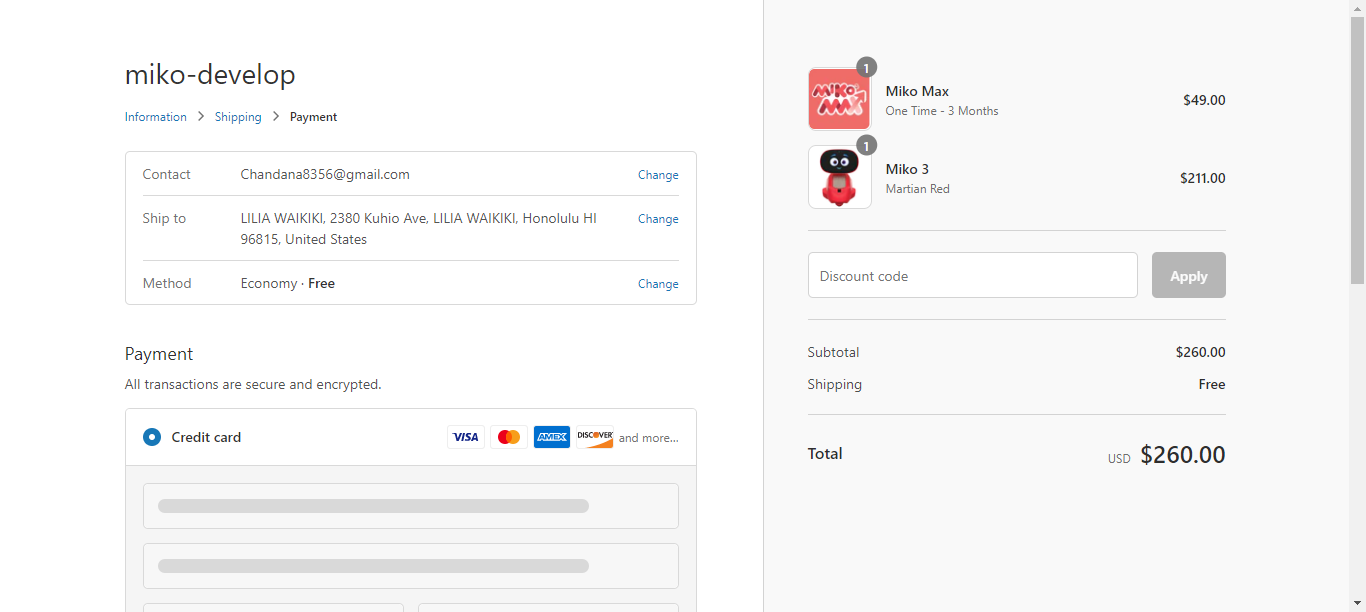 miko-develop
Information > Shipping > Payment
Contact Chandana8356@gmail.com Change
Ship to LILIA WAIKIKI, 2380 Kuhio Ave, LILIA WAIKIKI, Honolulu HI Change
96815, United States
Method Economy · Free Change
Payment
All transactions are secure and encrypted.
Credit card VISA AMEX DISCOVER and more...
1
MIKO
MAX
Miko Max
One Time - 3 Months
$49.00
1
Miko 3
Martian Red
$211.00
Discount code Apply
Subtotal $260.00
Shipping Free
Total USD $260.00